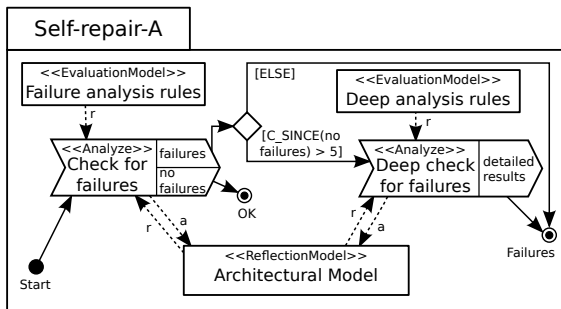 Self-repair-A
<<EvaluationModel>>
Failure analysis rules
r
[ELSE]
<<EvaluationModel>>
Deep analysis rules
r
[C_SINCE(no
failures) > 5]
<<Analyze>>
Check for
failures
failures
no
failures
<<Analyze>>
Deep check
for failures
detailed
results
OK
a
r
r
a
Start
<<ReflectionModel>>
Architectural Model
Failures